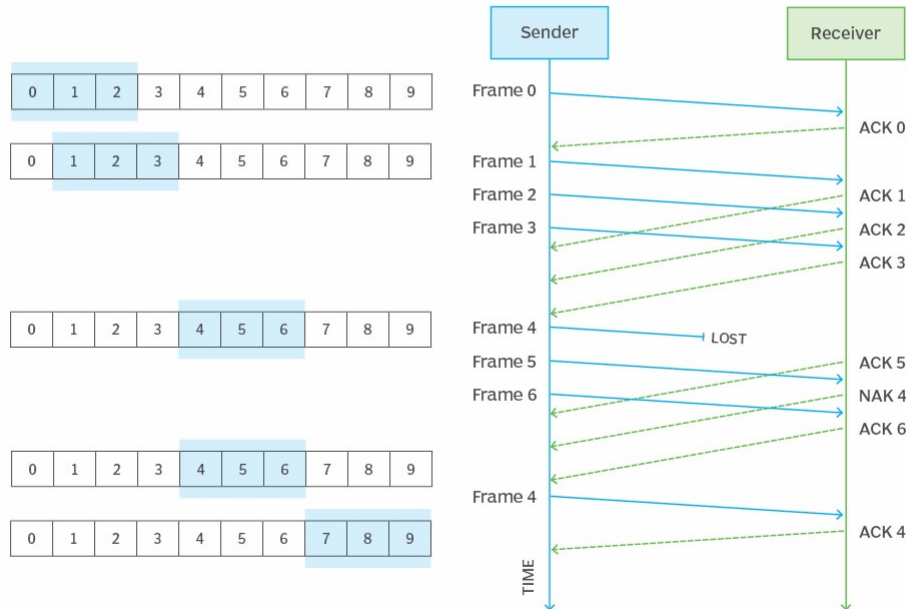 Sender
Receiver
0 1 2 3 4 5 6 7 8 9
Frame 0
ACK 0
0 1 2 3 4 5 6 7 8 9
Frame 1
Frame 2
ACK 1
Frame 3
ACK 2
ACK 3
0 1 2 3 4 5 6 7 8 9
Frame 4
LOST
Frame 5
ACK 5
Frame 6
NAK 4
ACK 6
0 1 2 3 4 5 6 7 8 9
Frame 4
ACK 4
0 1 2 3 4 5 6 7 8 9
TIME